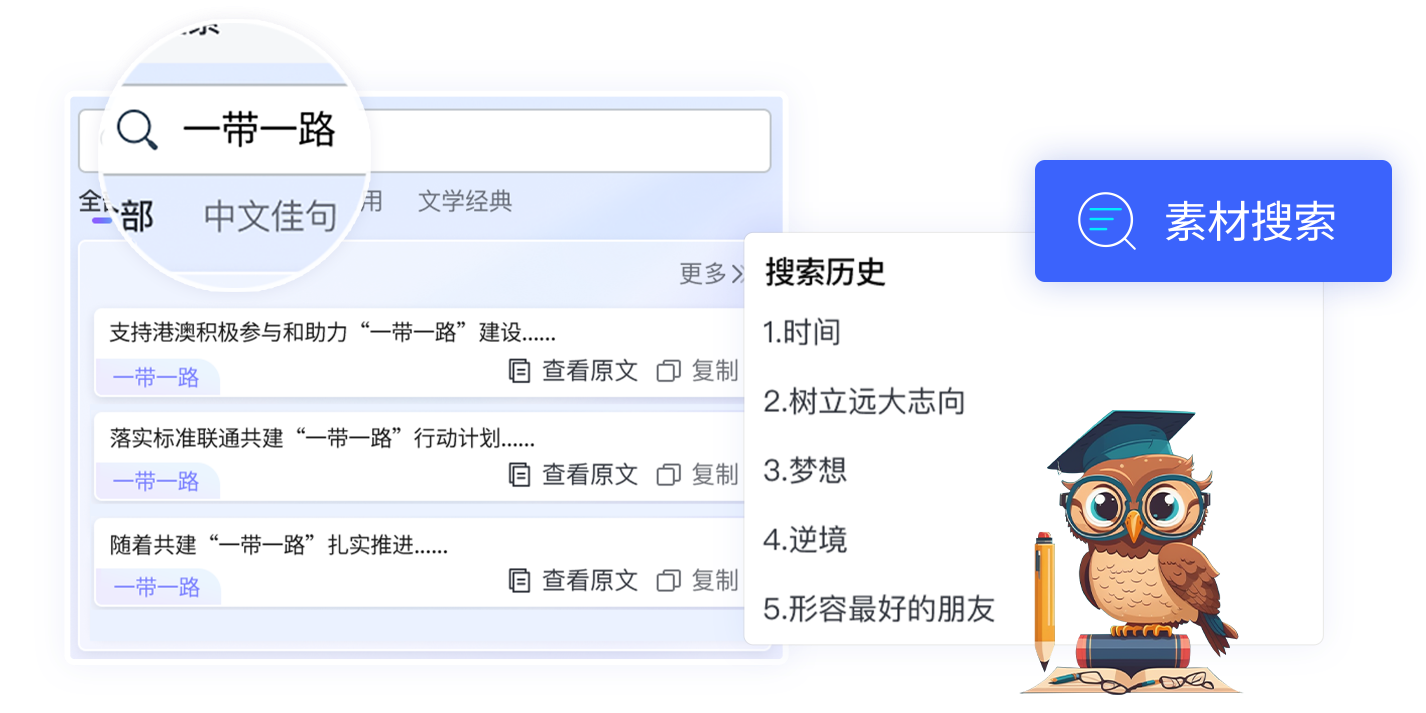 一带一路
全部
中文佳句
用
文学经典
更多
支持港澳积极参与和助力“一带一路”建设......
一带一路
查看原文
复制
落实标准联通共建“一带一路”行动计划......
一带一路
查看原文
复制
随着共建“一带一路”扎实推进......
一带一路
查看原文
复制
素材搜索
搜索历史
1.时间
2.树立远大志向
3.梦想
4.逆境
5.形容最好的朋友